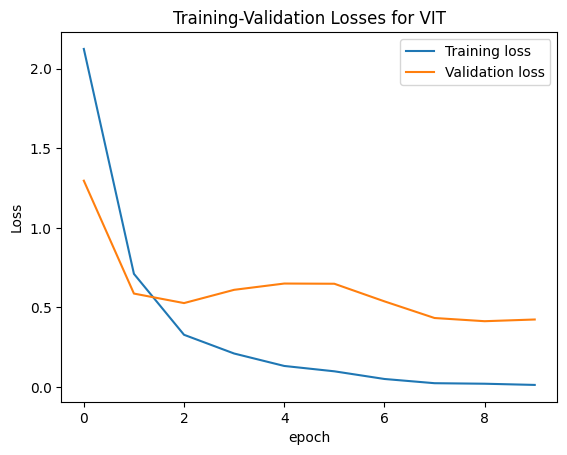 Training-Validation Losses for VIT
Training loss
Validation loss
2.0
1.5
1.0
0.5
0.0
Loss
0 2 4 6 8
epoch